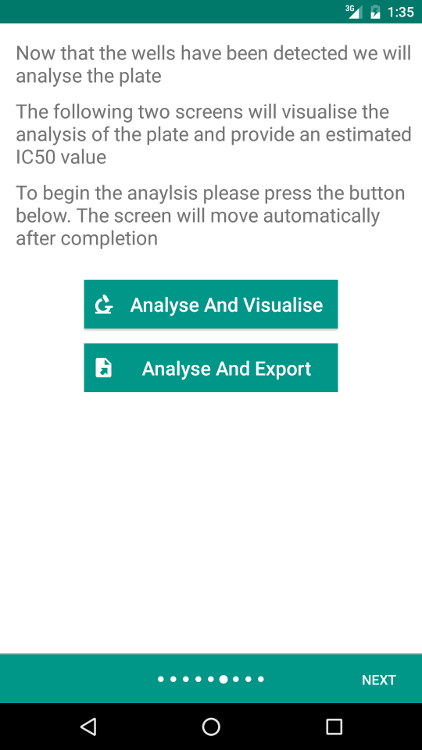 3G 1:35
Now that the wells have been detected we will
analyse the plate
The following two screens will visualise the
analysis of the plate and provide an estimated
IC50 value
To begin the anaylsis please press the button
below. The screen will move automatically
after completion
Analyse And Visualise
Analyse And Export
NEXT